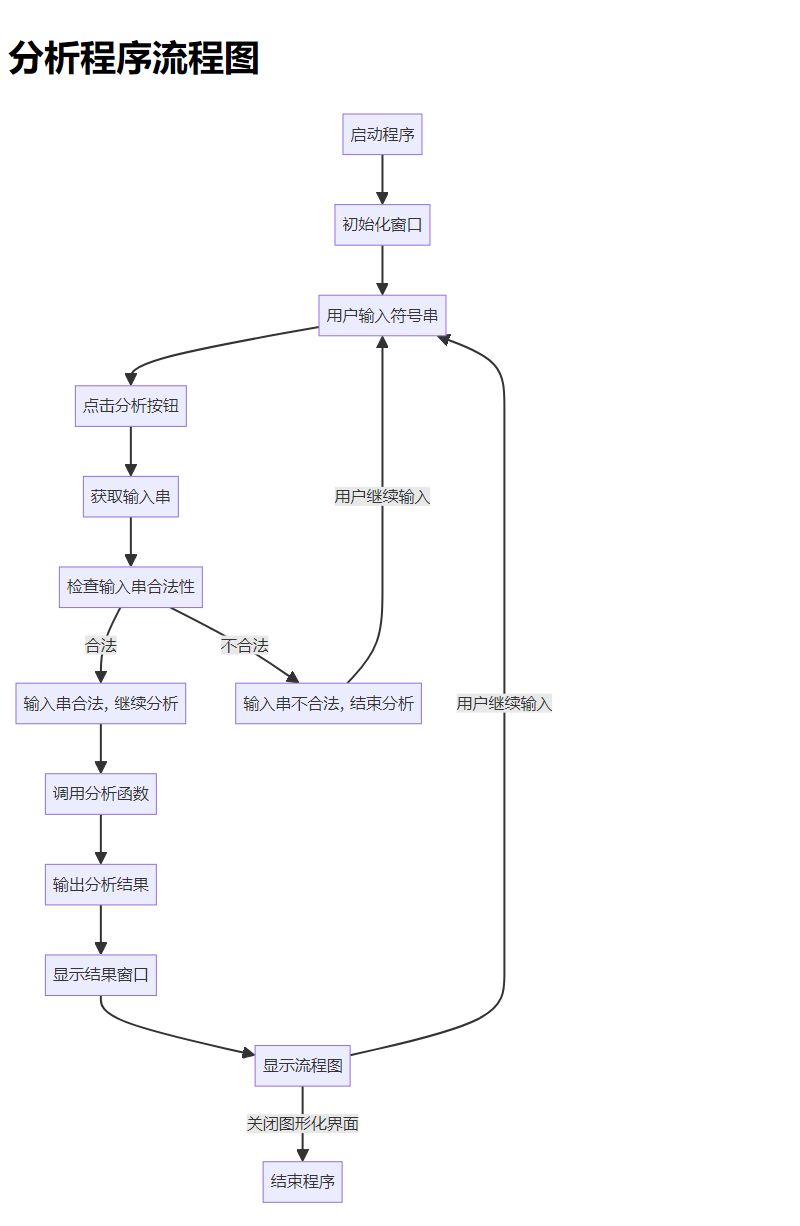 分析程序流程图
启动程序
初始化窗口
用户输入符号串
点击分析按钮
获取输入串
用户继续输入
检查输入串合法性
合法
不合法
输入串合法, 继续分析
输入串不合法, 结束分析
用户继续输入
调用分析函数
输出分析结果
显示结果窗口
显示流程图
关闭图形化界面
结束程序